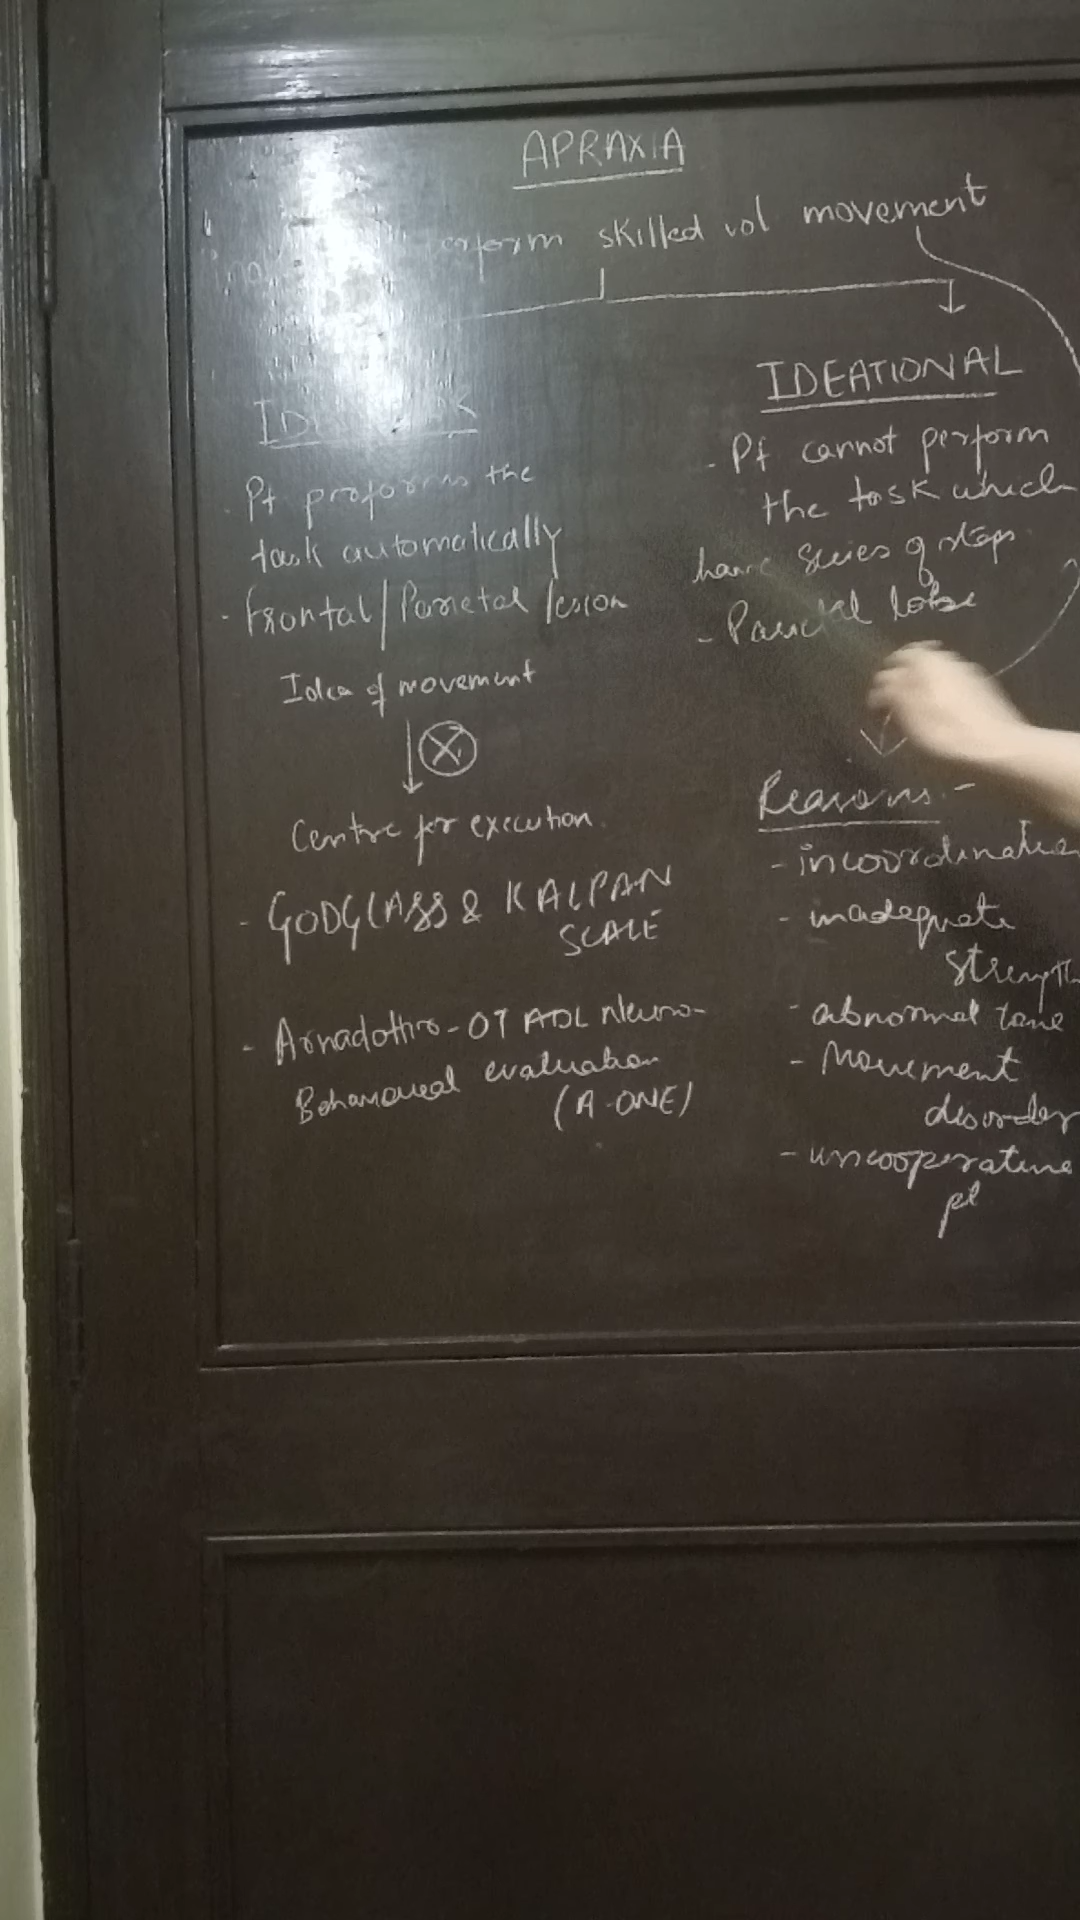 APRAXIA
perform skilled vol movement
Pt proforms the
task automatically
- Frontal/Parietal lesion
Idea of movement
Centre for execution
- GODGLASS & KALPAN
SCALE
- Arnadottiro - OT ADL Neuro-
Behavioural evaluation
(A-ONE)
IDEATIONAL
- Pt cannot perform
the task which
have series of steps
- Parietal lobe
Reasons:-
- incoordination
- inadequate
strength
- abnormal tone
- Movement
disorder
- uncooperative
pt